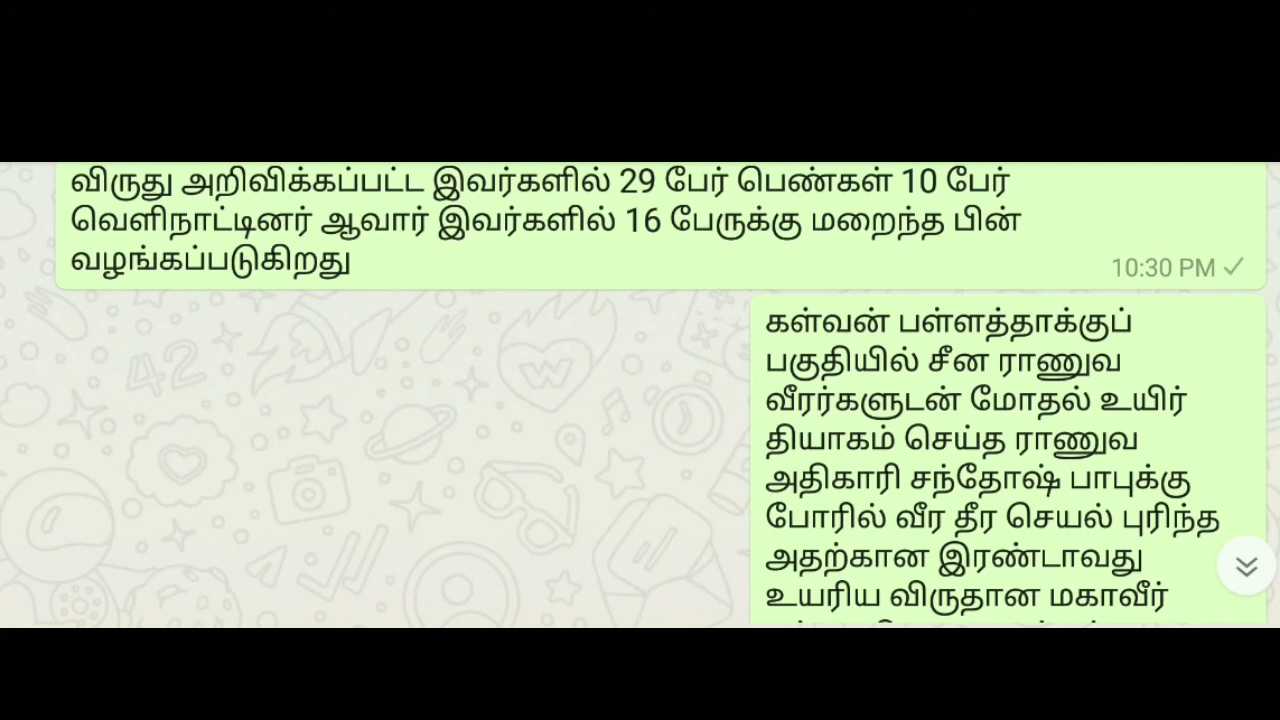 விருது அறிவிக்கப்பட்ட இவர்களில் 29 பேர் பெண்கள் 10 பேர்
வெளிநாட்டினர் ஆவார் இவர்களில் 16 பேருக்கு மறைந்த பின்
வழங்கப்படுகிறது
10:30 PM
கள்வன் பள்ளத்தாக்குப்
பகுதியில் சீன ராணுவ
வீரர்களுடன் மோதல் உயிர்
தியாகம் செய்த ராணுவ
அதிகாரி சந்தோஷ் பாபுக்கு
போரில் வீர தீர செயல் புரிந்த
அதற்கான இரண்டாவது
உயரிய விருதான மகாவீர்